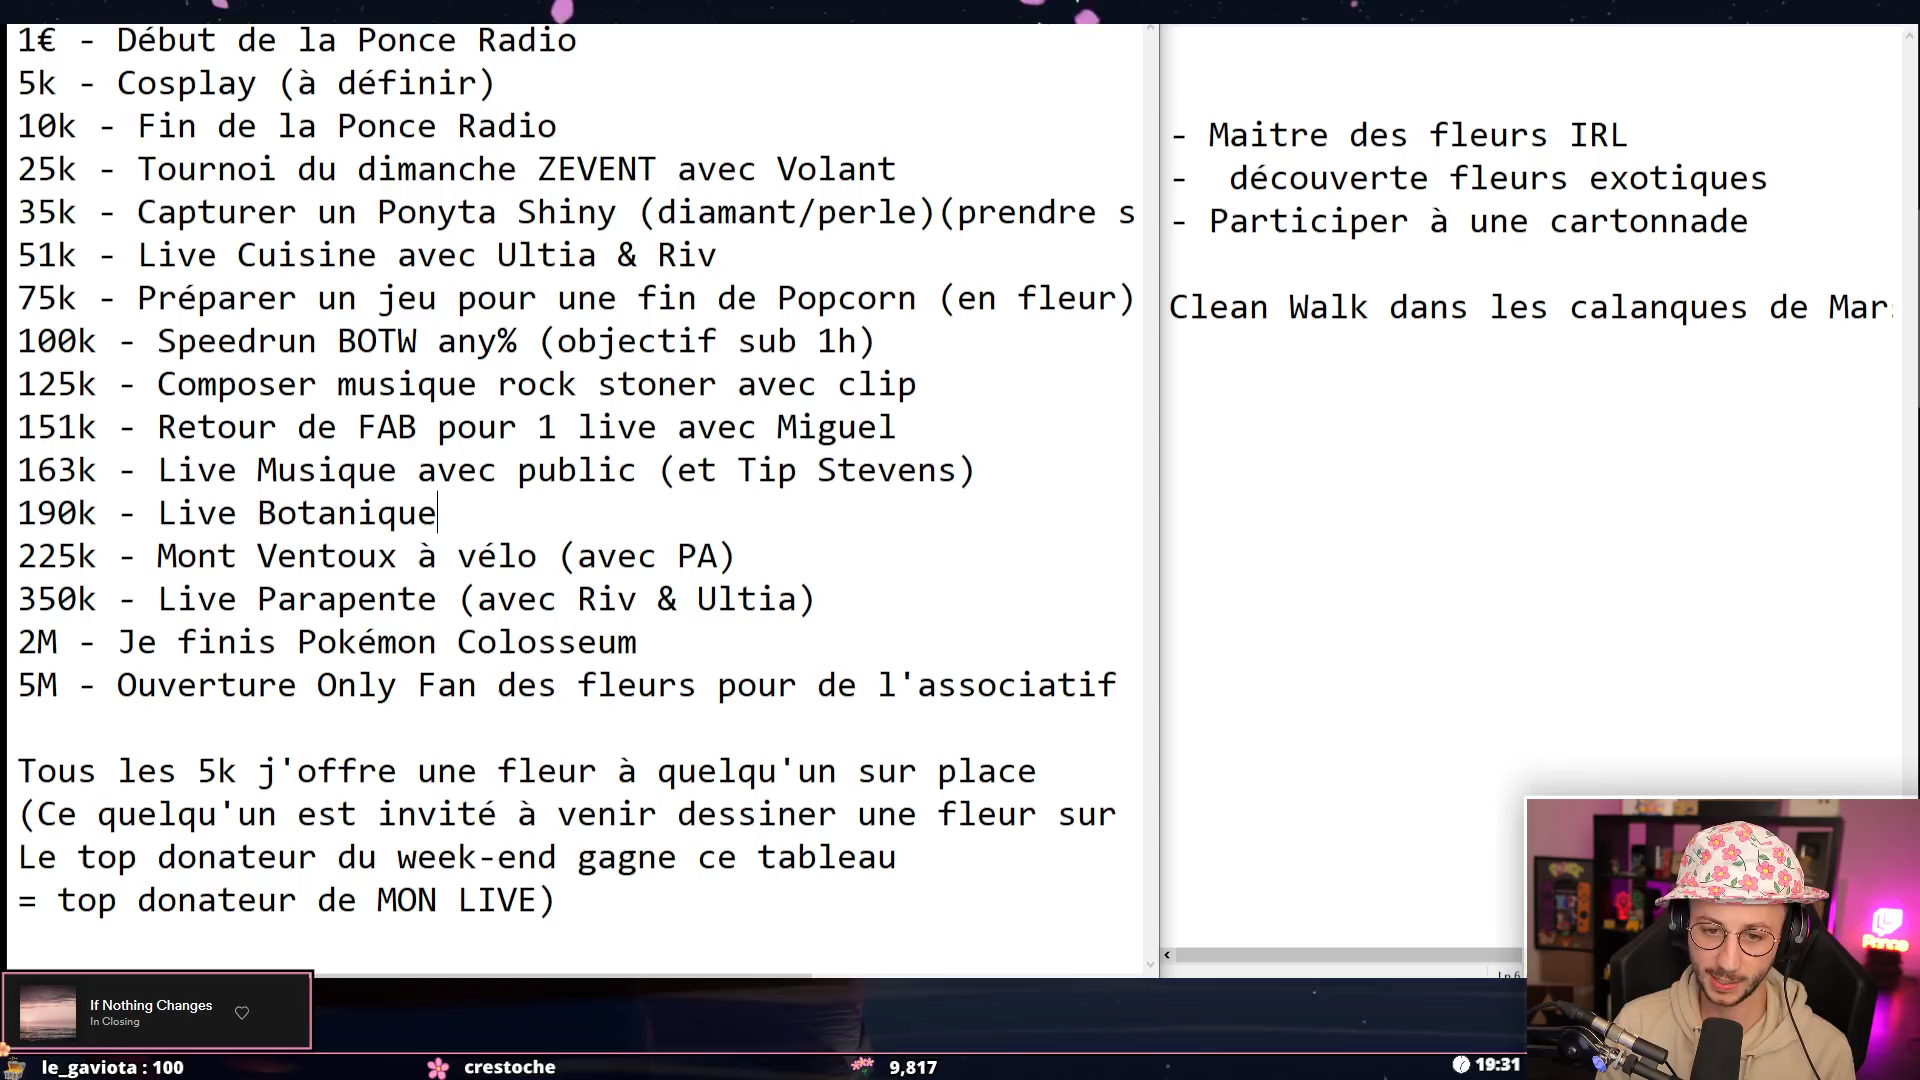 1€ - Début de la Ponce Radio
5k - Cosplay (à définir)
10k - Fin de la Ponce Radio
25k - Tournoi du dimanche ZEVENT avec Volant
35k - Capturer un Ponyta Shiny (diamant/perle)(prendre s
51k - Live Cuisine avec Ultia & Riv
75k - Préparer un jeu pour une fin de Popcorn (en fleur)
100k - Speedrun BOTW any% (objectif sub 1h)
125k - Composer musique rock stoner avec clip
151k - Retour de FAB pour 1 live avec Miguel
163k - Live Musique avec public (et Tip Stevens)
190k - Live Botanique
225k - Mont Ventoux à vélo (avec PA)
350k - Live Parapente (avec Riv & Ultia)
2M - Je finis Pokémon Colosseum
5M - Ouverture Only Fan des fleurs pour de l'associatif
Tous les 5k j'offre une fleur à quelqu'un sur place
(Ce quelqu'un est invité à venir dessiner une fleur sur
Le top donateur du week-end gagne ce tableau
= top donateur de MON LIVE)
- Maitre des fleurs IRL
- découverte fleurs exotiques
- Participer à une cartonnade
Clean Walk dans les calanques de Mar
If Nothing Changes
In Closing
le_gaviota : 100
crestoche
9,817
19:31
Ponce